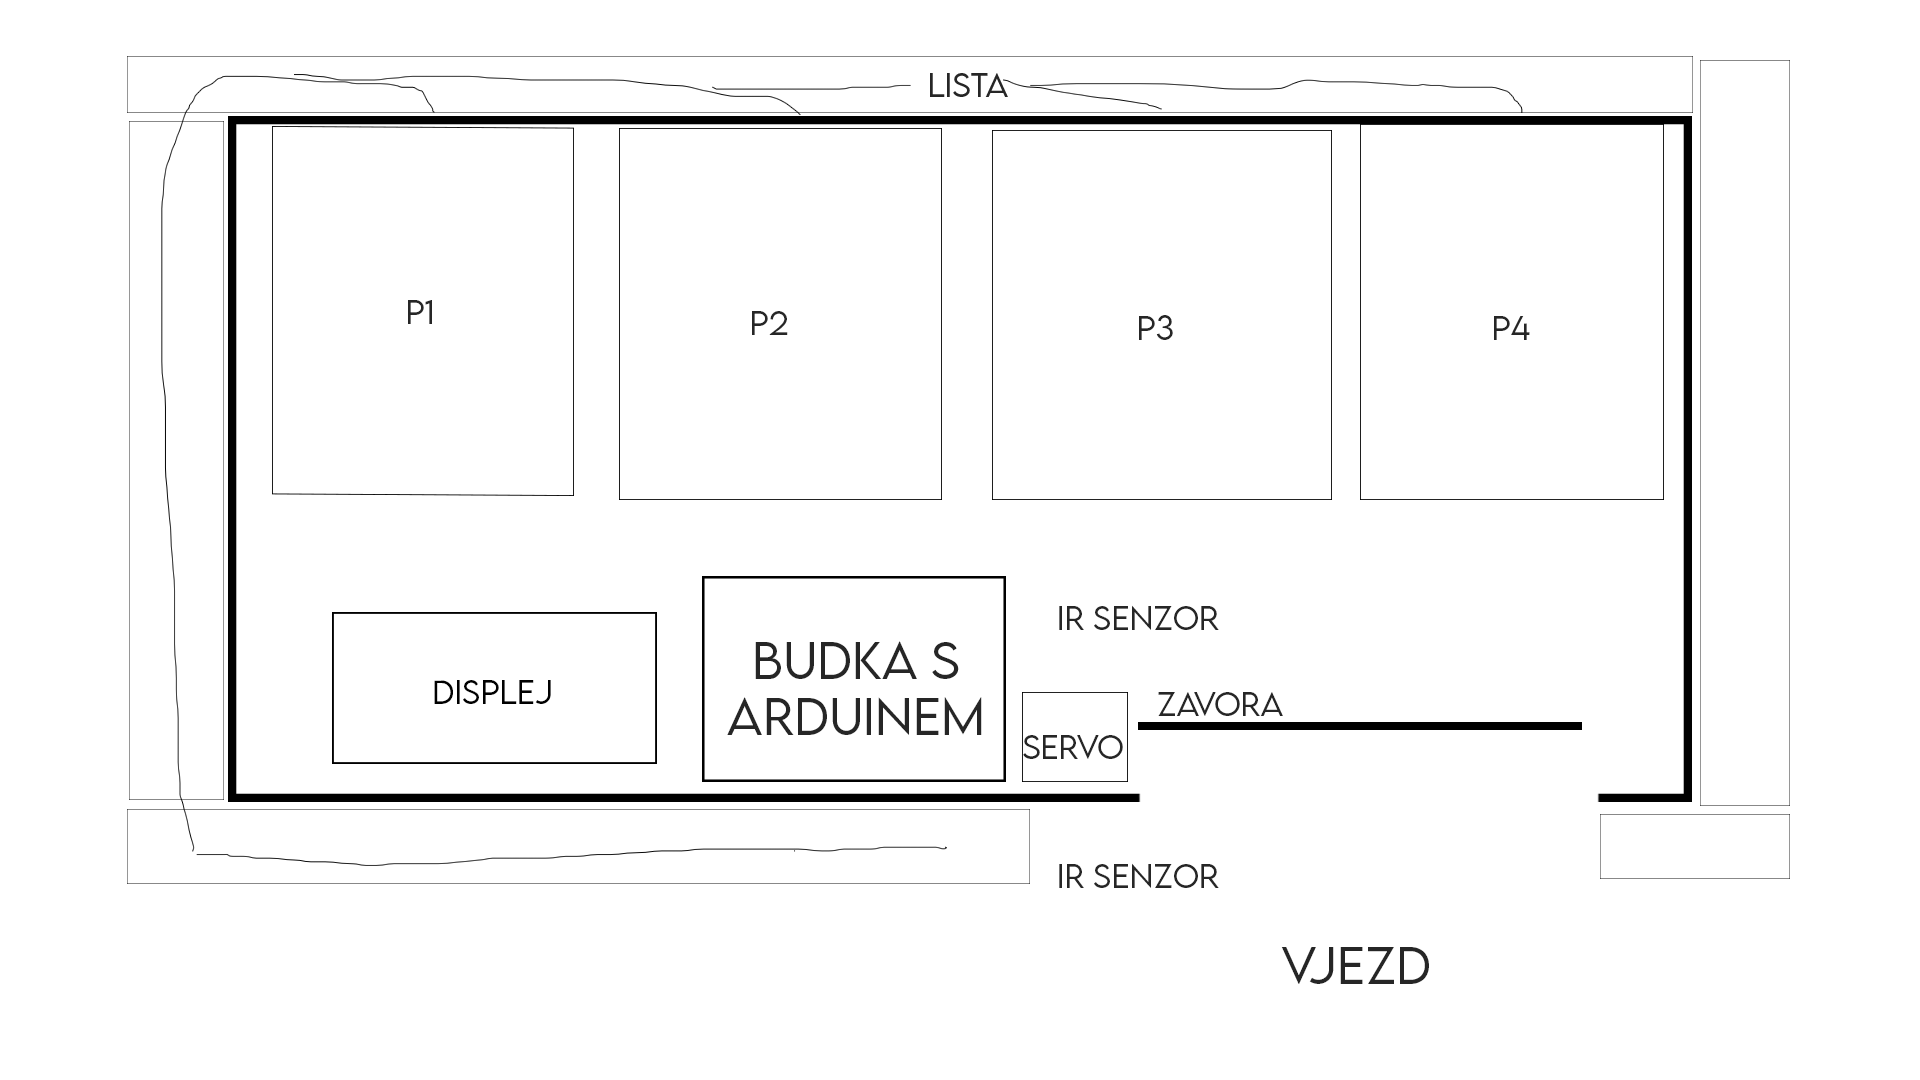 LISTA
P1
P2
P3
P4
IR SENZOR
BUDKA S
ARDUINEM
DISPLEJ
ZAVORA
SERVO
IR SENZOR
VJEZD